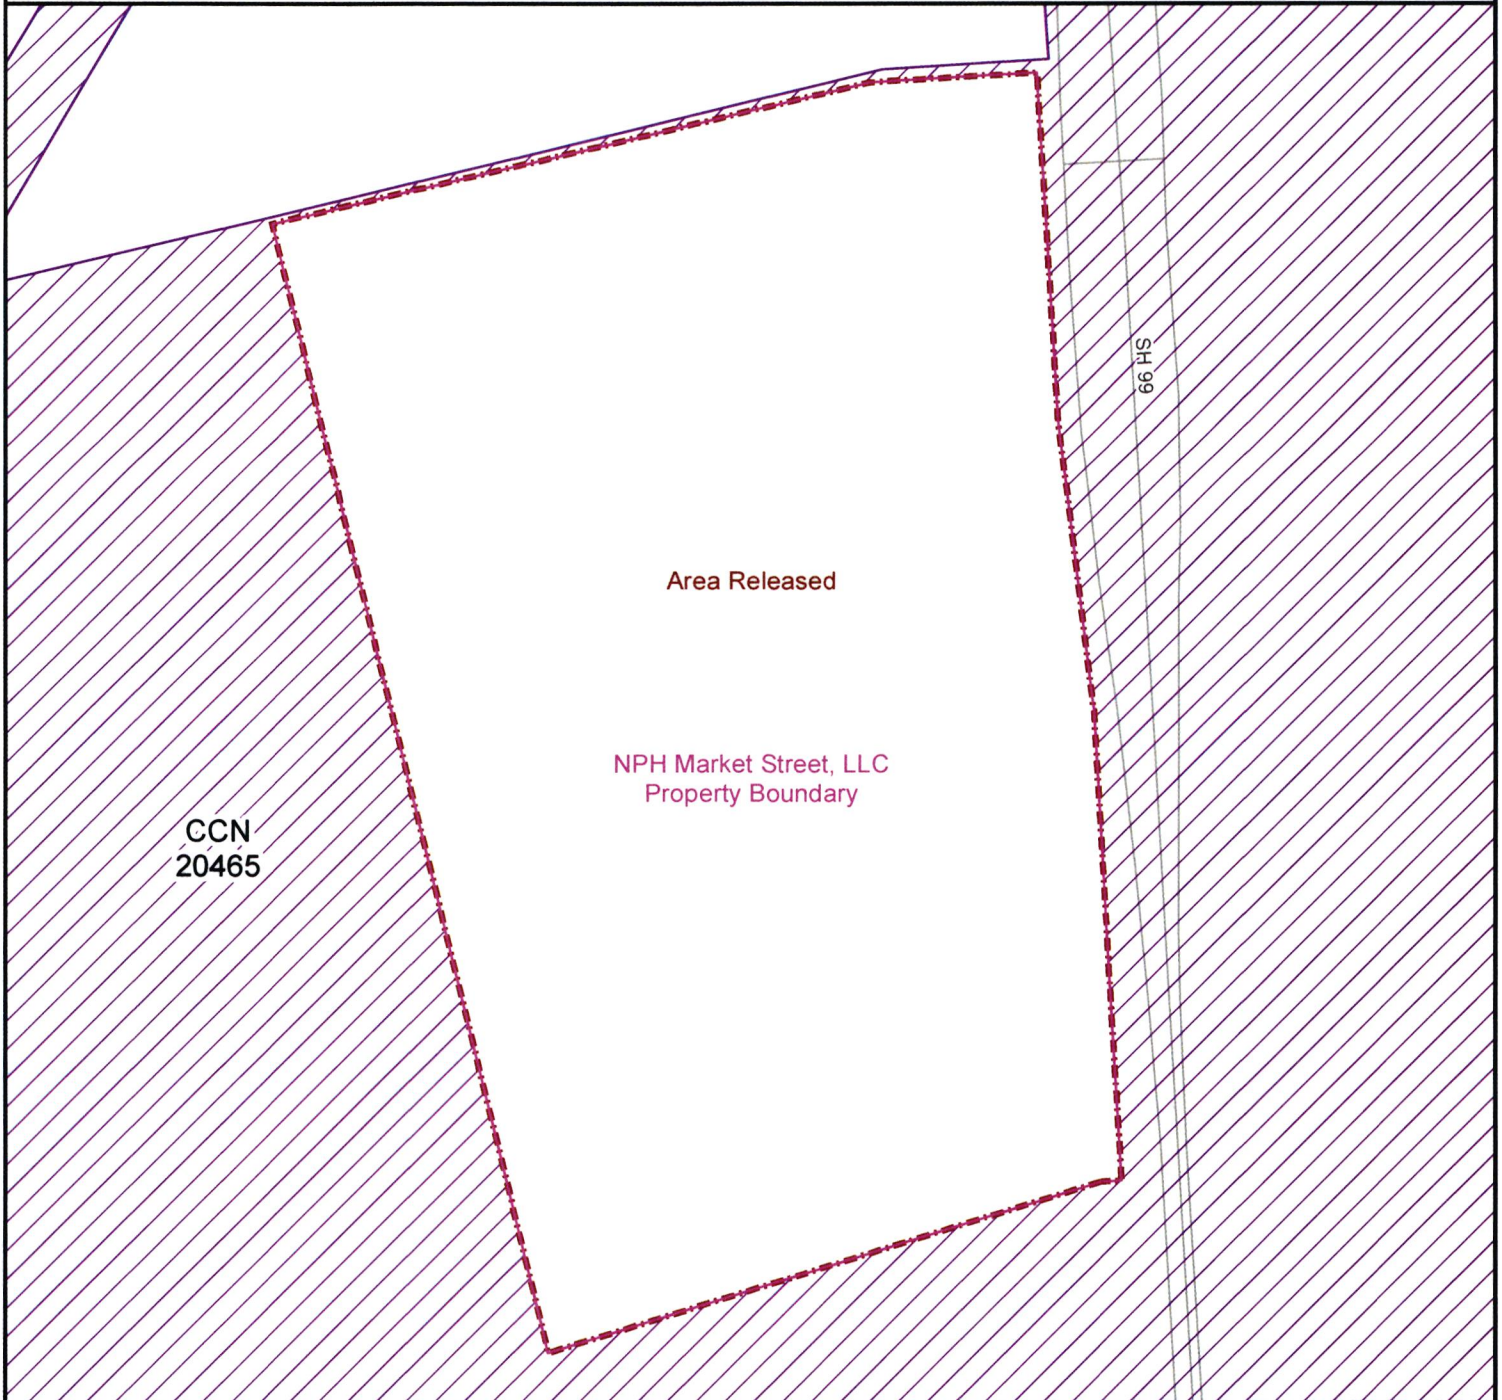 SH 99
Area Released
NPH Market Street, LLC
Property Boundary
CCN
20465